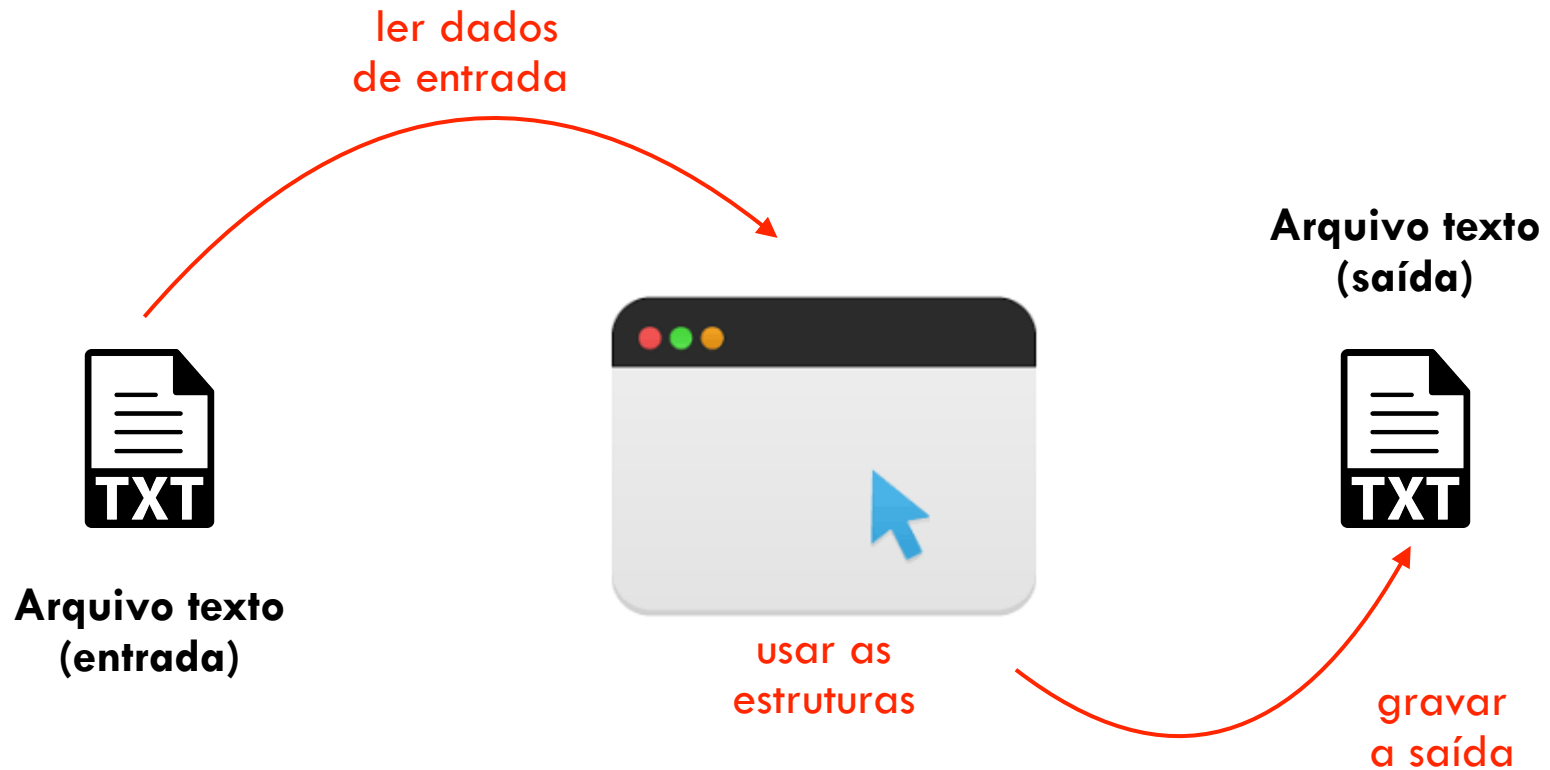 ler dados
de entrada
TXT
Arquivo texto
(entrada)
usar as
estruturas
Arquivo texto
(saída)
TXT
gravar
a saída